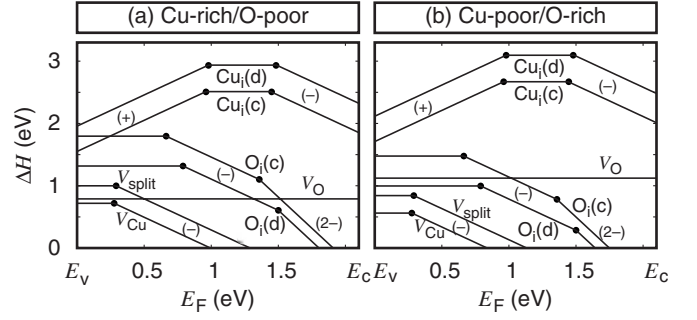 (a) Cu-rich/O-poor
(b) Cu-poor/O-rich
ΔH (eV)
3
2
1
0
Cu_i(d)
Cu_i(c)
(+)
(−)
O_i(c)
V_split
(−)
V_O
V_Cu
(−)
O_i(d)
(2−)
E_v
0.5
1
1.5
E_c
E_F (eV)
Cu_i(d)
Cu_i(c)
(+)
(−)
V_O
(−)
V_split
O_i(c)
V_Cu
(−)
O_i(d)
(2−)
E_v
0.5
1
1.5
E_c
E_F (eV)